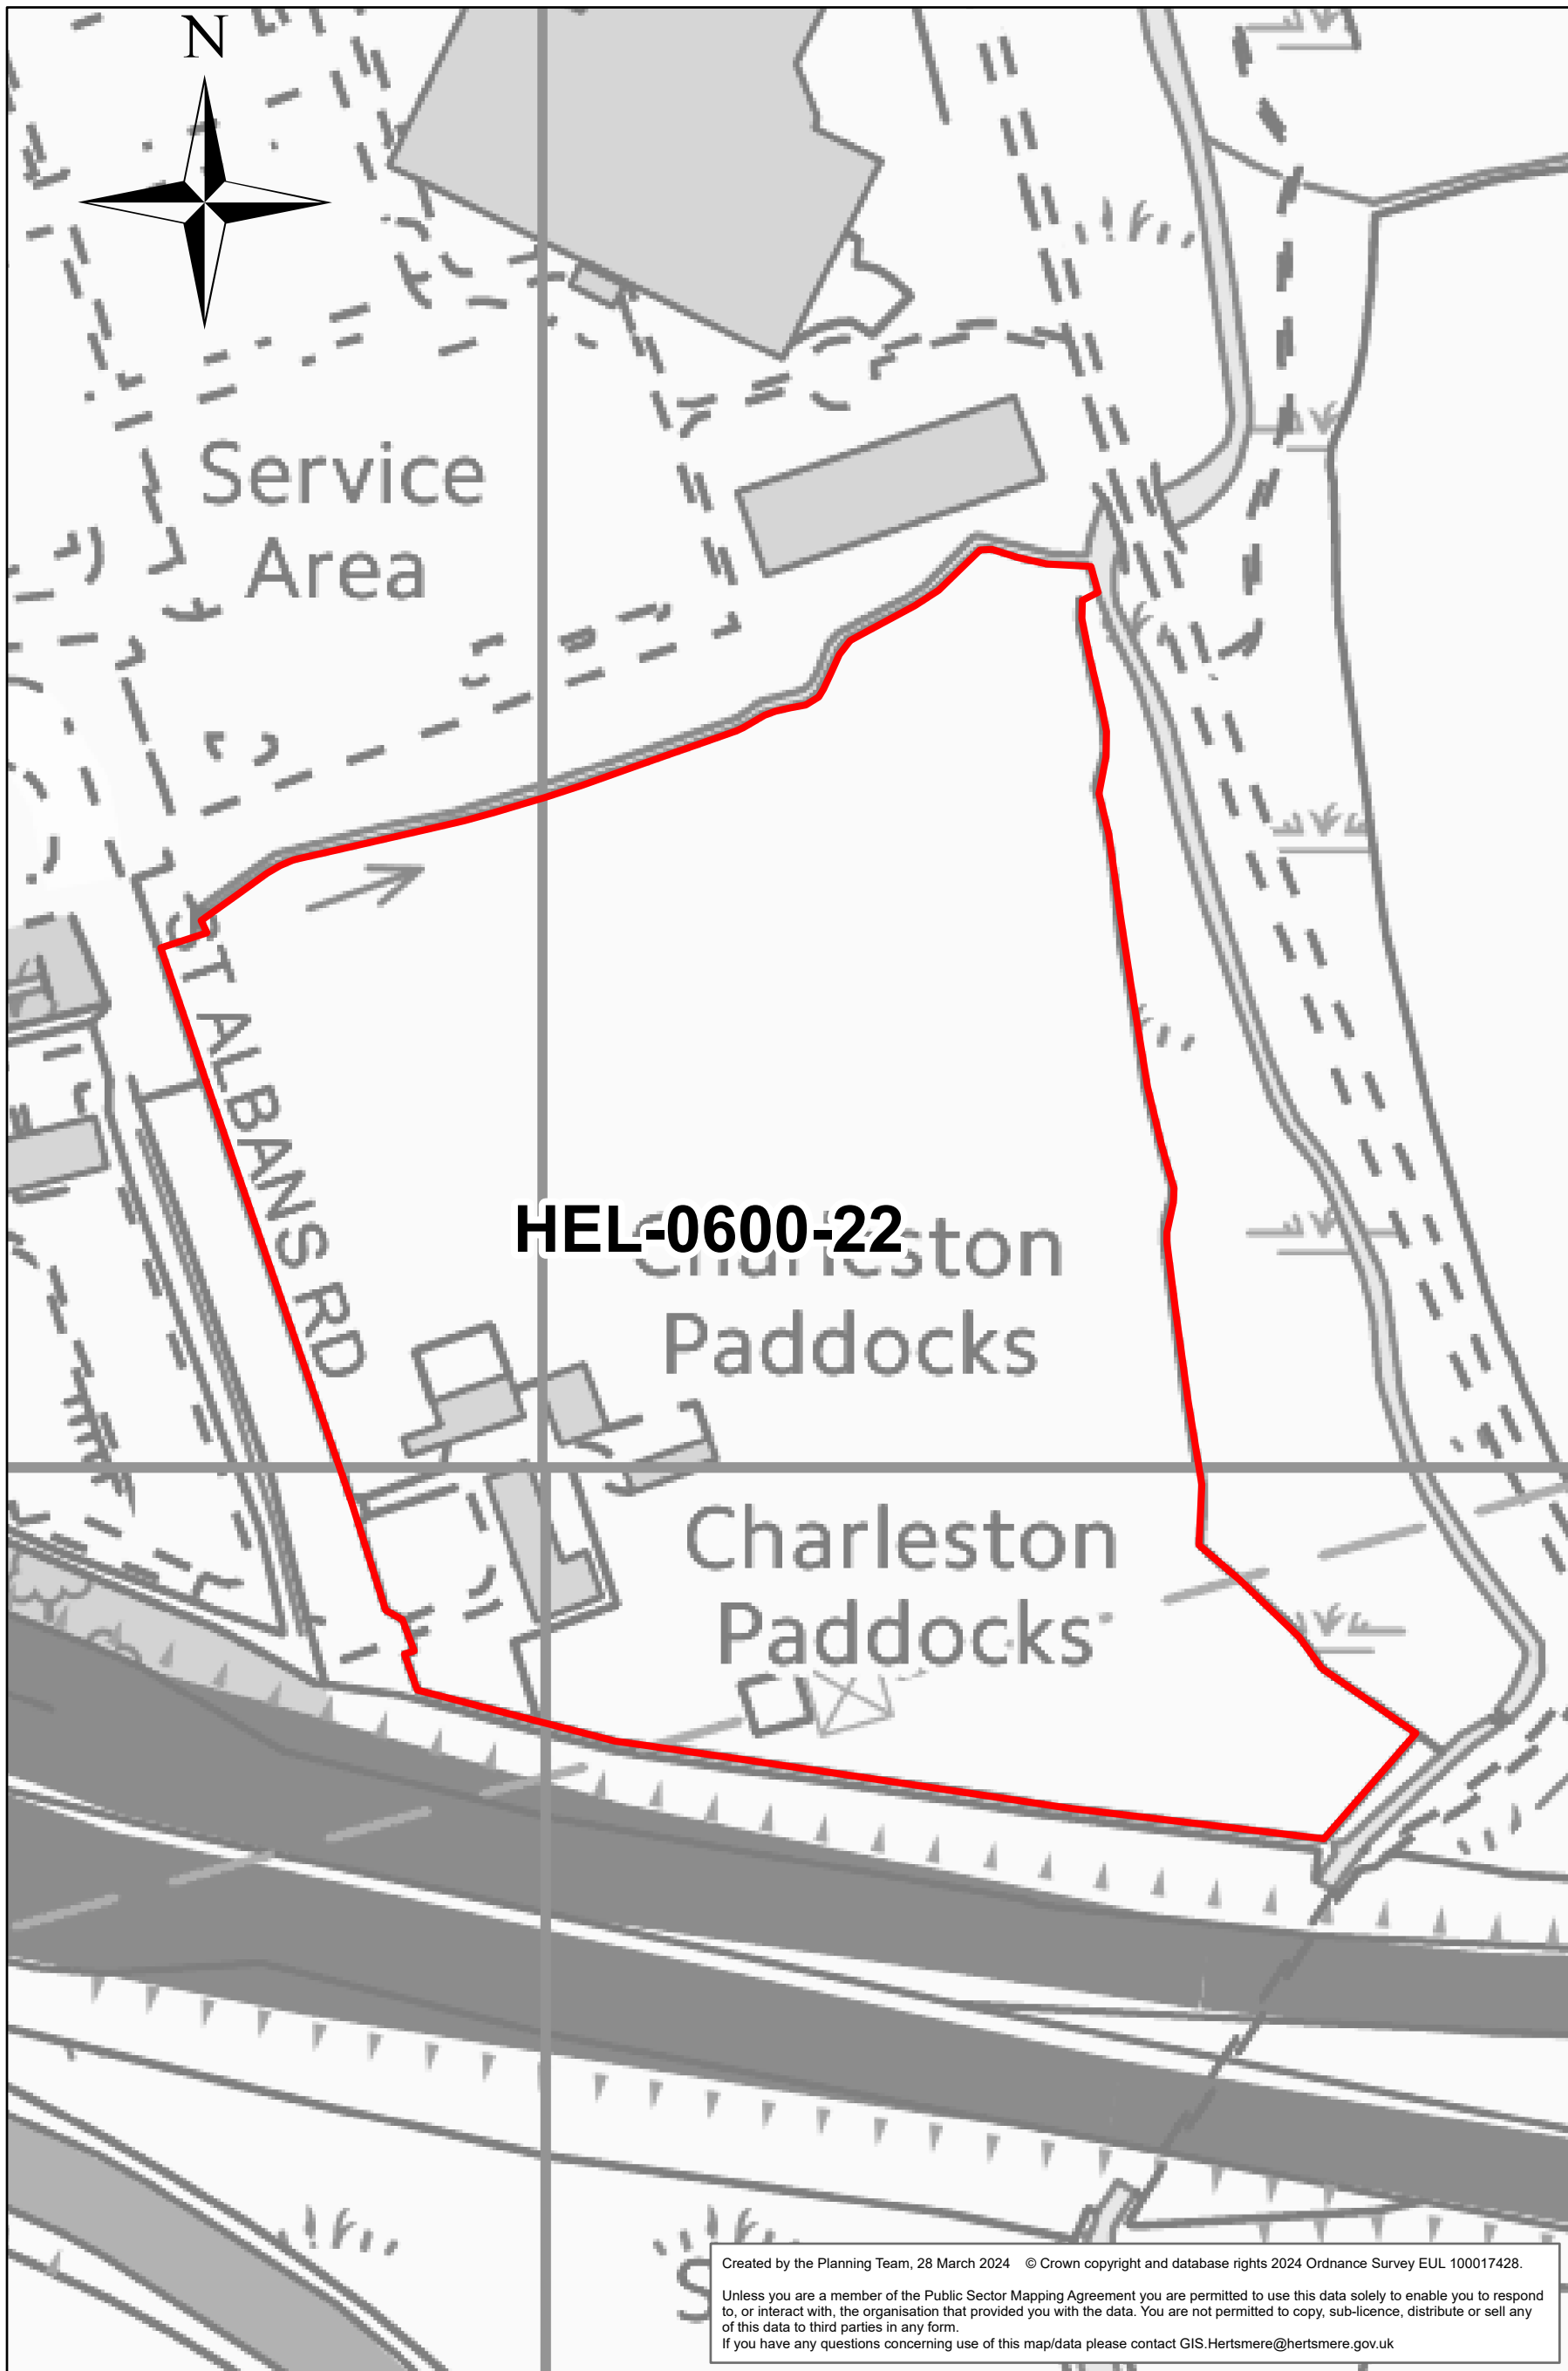 N
Service
Area
ST ALBANS RD
HEL-0600-22
Charleston
Paddocks
Charleston
Paddocks
S
Created by the Planning Team, 28 March 2024 © Crown copyright and database rights 2024 Ordnance Survey EUL 100017428.
Unless you are a member of the Public Sector Mapping Agreement you are permitted to use this data solely to enable you to respond
to, or interact with, the organisation that provided you with the data. You are not permitted to copy, sub-licence, distribute or sell any
of this data to third parties in any form.
If you have any questions concerning use of this map/data please contact GIS.Hertsmere@hertsmere.gov.uk